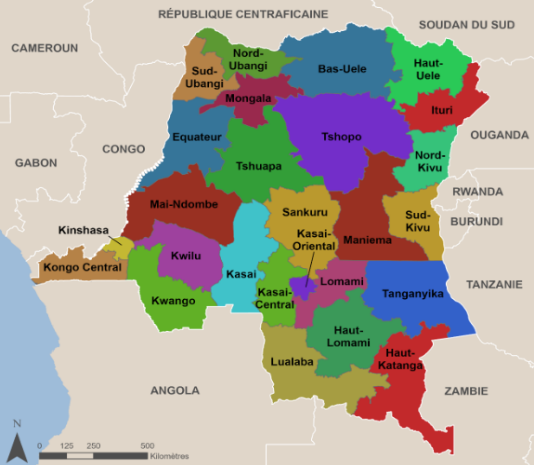 RÉPUBLIQUE CENTRAFICAINE
SOUDAN DU SUD
CAMEROUN
Nord-
Ubangi
Sud-
Ubangi
Bas-Uele
Haut-
Uele
Mongala
Ituri
Equateur
Tshopo
OUGANDA
CONGO
GABON
Tshuapa
Nord-
Kivu
RWANDA
Mai-Ndombe
Sankuru
Sud-
Kivu
BURUNDI
Kinshasa
Kasai-
Oriental
Maniema
Kwilu
Kongo Central
Kasai
Lomami
TANZANIE
Kwango
Kasai-
Central
Tanganyika
Haut-
Lomami
Lualaba
Haut-
Katanga
ANGOLA
ZAMBIE
N
0 125 250 500
Kilomètres